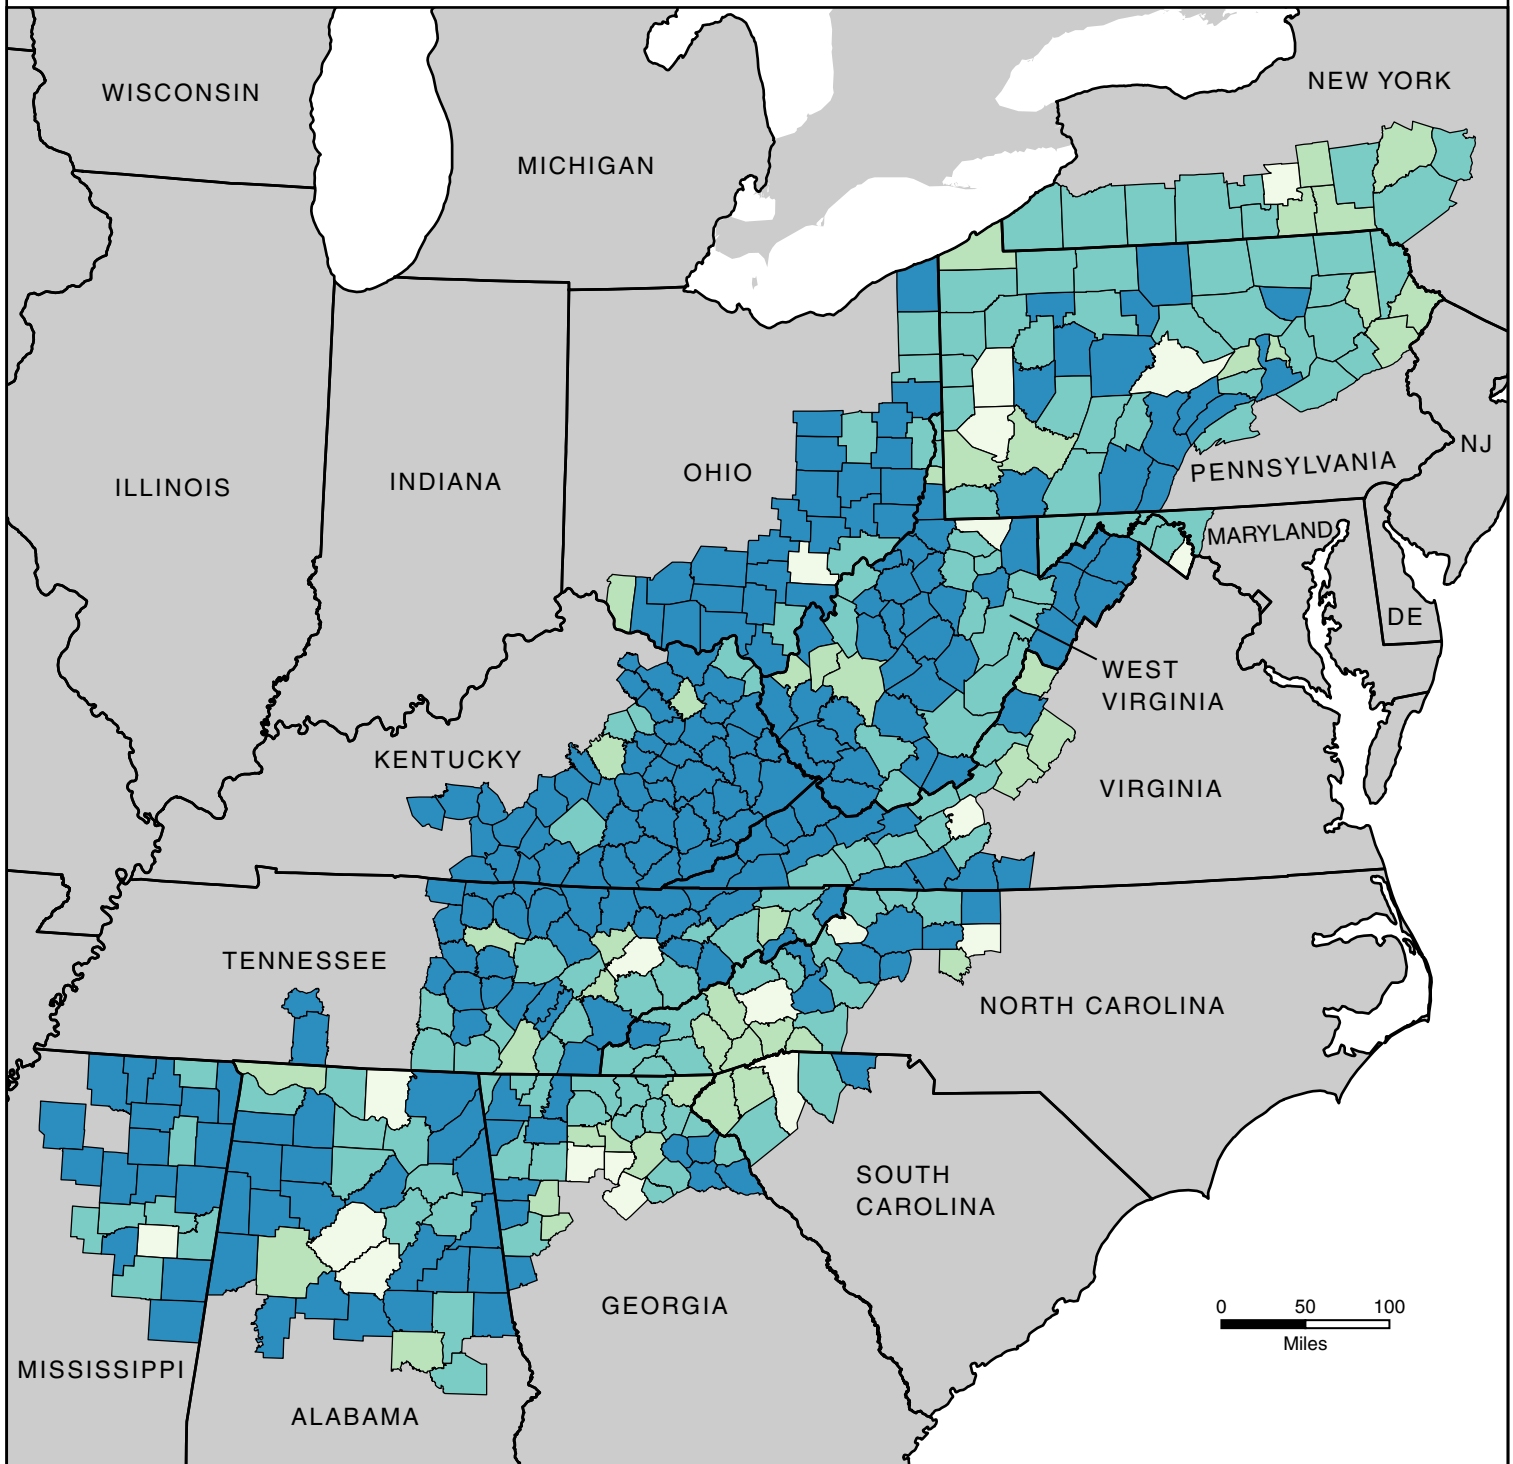 WISCONSIN
NEW YORK
MICHIGAN
ILLINOIS
INDIANA
OHIO
PENNSYLVANIA
NJ
MARYLAND
DE
WEST
VIRGINIA
KENTUCKY
VIRGINIA
TENNESSEE
NORTH CAROLINA
SOUTH
CAROLINA
GEORGIA
0 50 100
Miles
MISSISSIPPI
ALABAMA